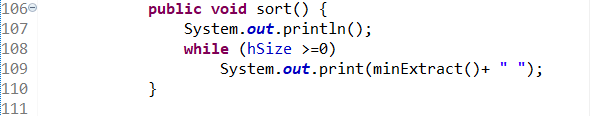 106 public void sort() {
107 System.out.println();
108 while (hSize >=0)
109 System.out.print(minExtract()+ " ");
110 }
111